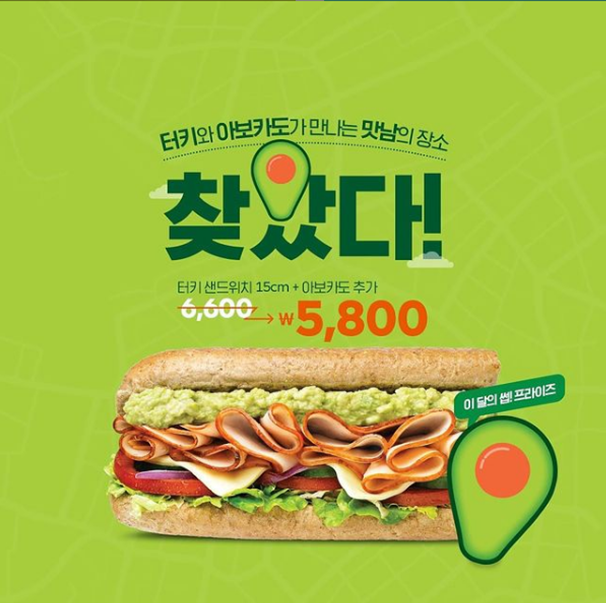 터키와 아보카도가 만나는 맛남의 장소
찾았다!
터키 샌드위치 15cm + 아보카도 추가
6,600 → ₩5,800
이 달의 썹! 프라이즈